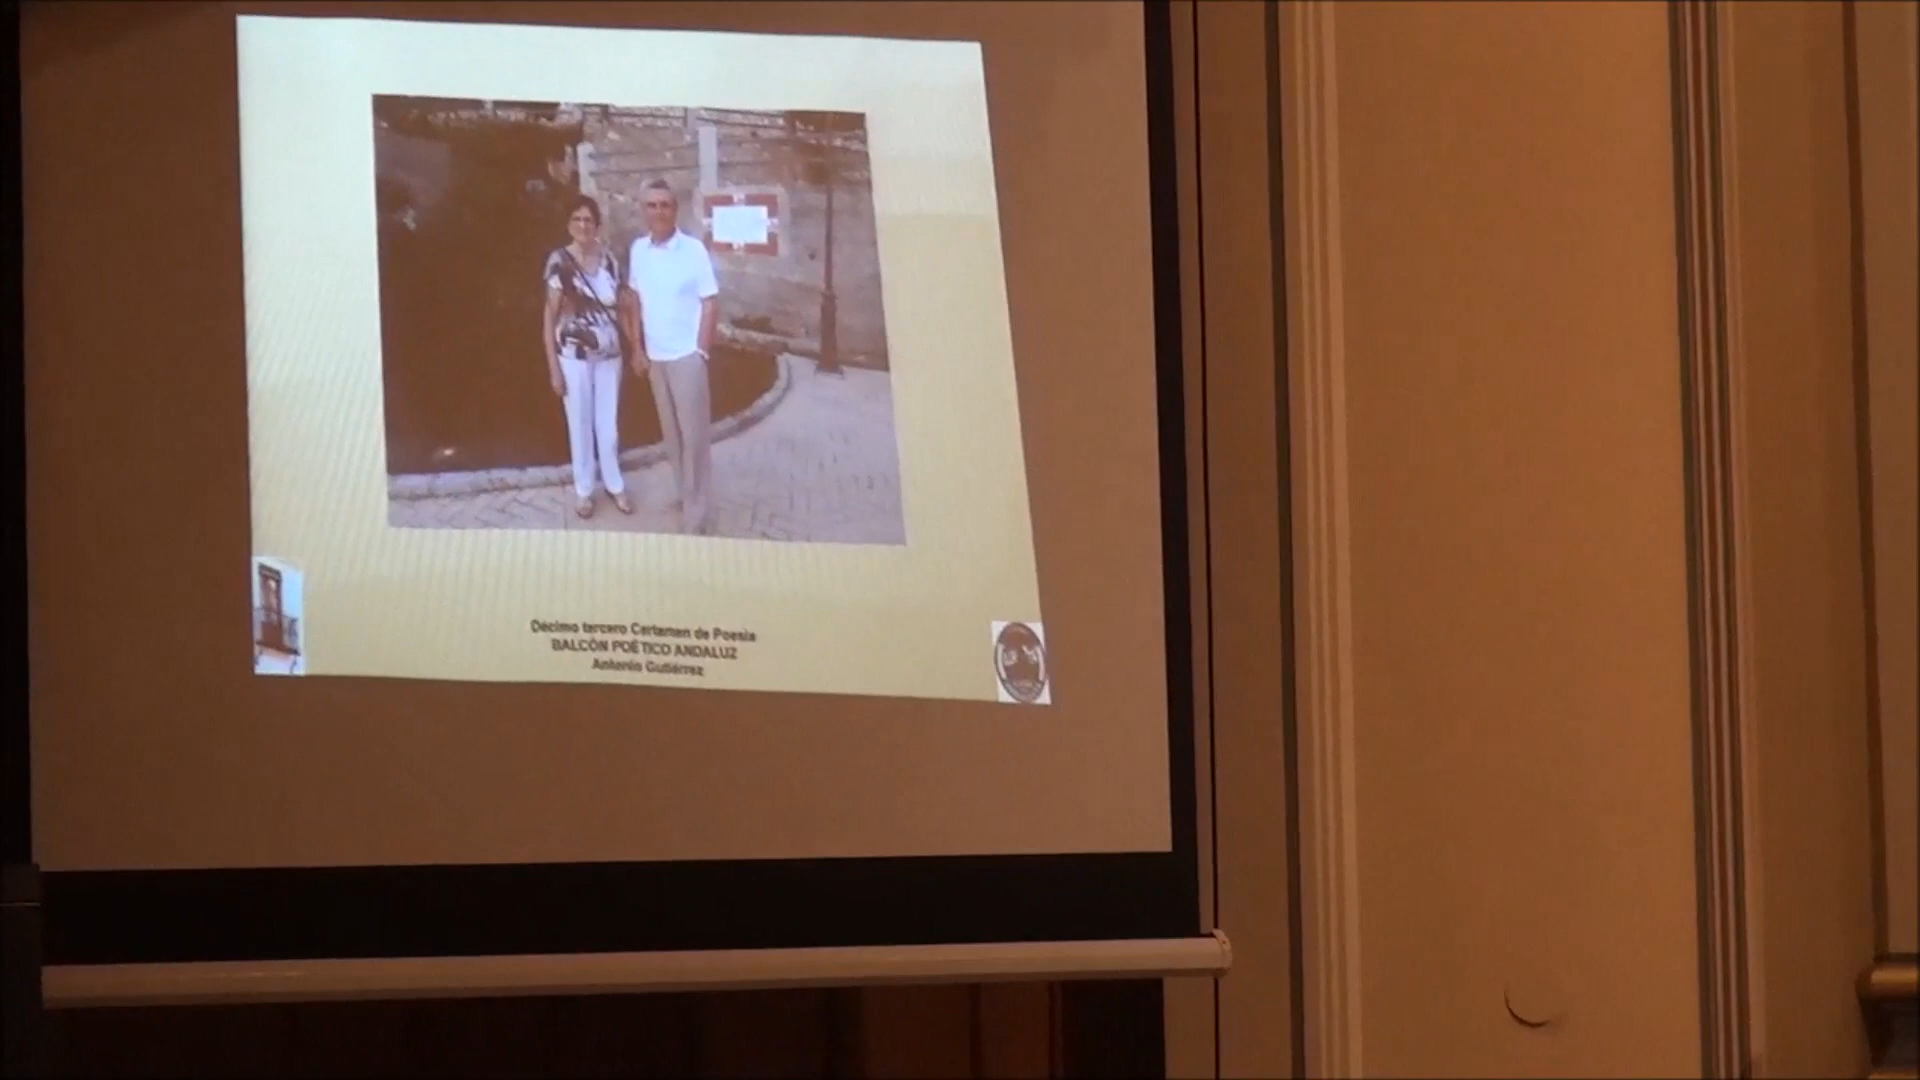 Décimo tercero Certamen de Poesía
BALCÓN POÉTICO ANDALUZ
Antonio Gutiérrez